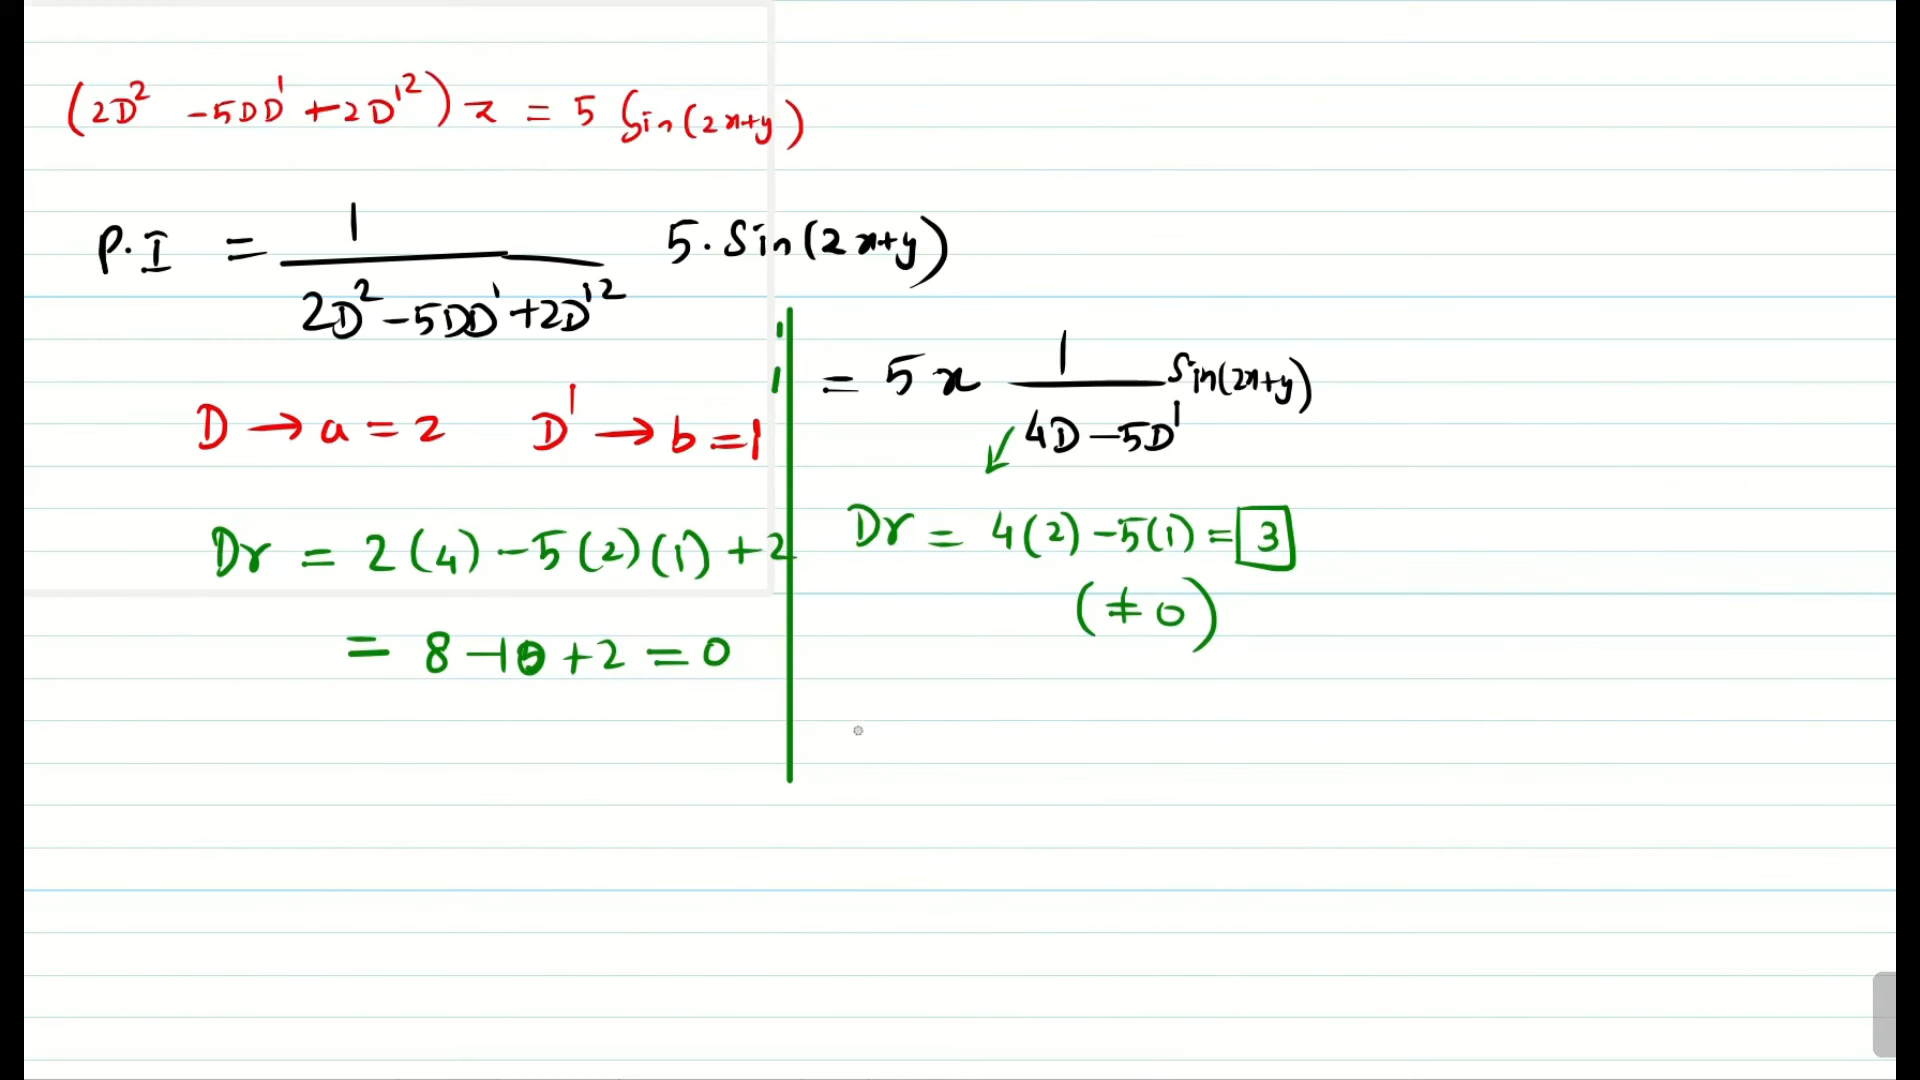 (2D² -5DD' +2D'²) z = 5 Sin(2x+y)
P.I = 1 / 2D²-5DD'+2D'² 5.Sin(2x+y)
D → a = 2 D' → b = 1
Dr = 2(4) -5(2)(1) +2
= 8 -10 +2 = 0
= 5x 1 / 4D-5D' Sin(2x+y)
Dr = 4(2) -5(1) = 3
(≠ 0)